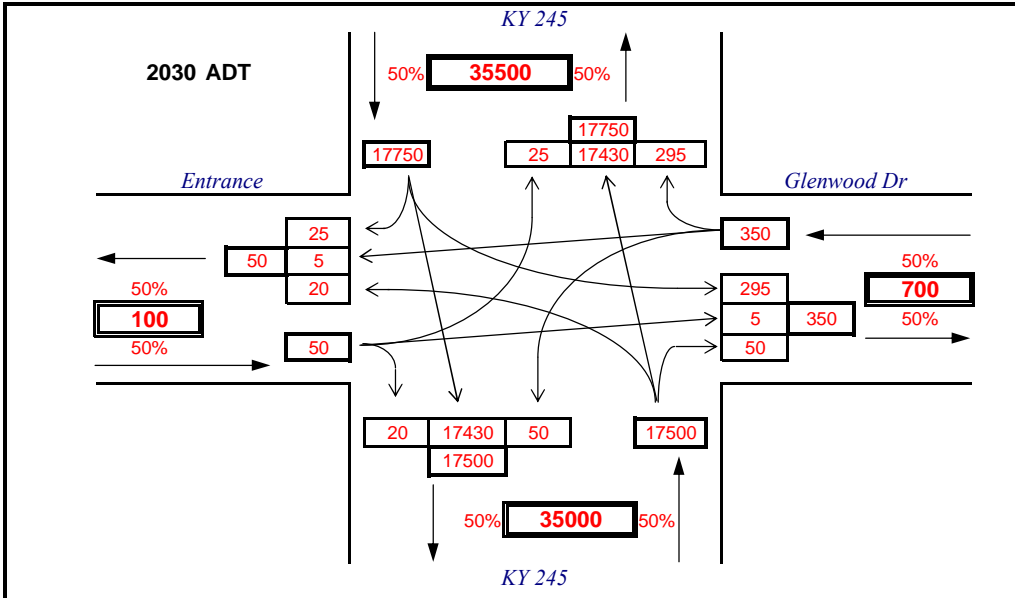 KY 245
2030 ADT
50% 35500 50%
17750
17750 25 17430 295
Entrance Glenwood Dr
25 350
50 5
50% 20 50%
295 700
100 5 350 50%
50% 50 50
20 17430 50 17500
17500
50% 35000 50%
KY 245